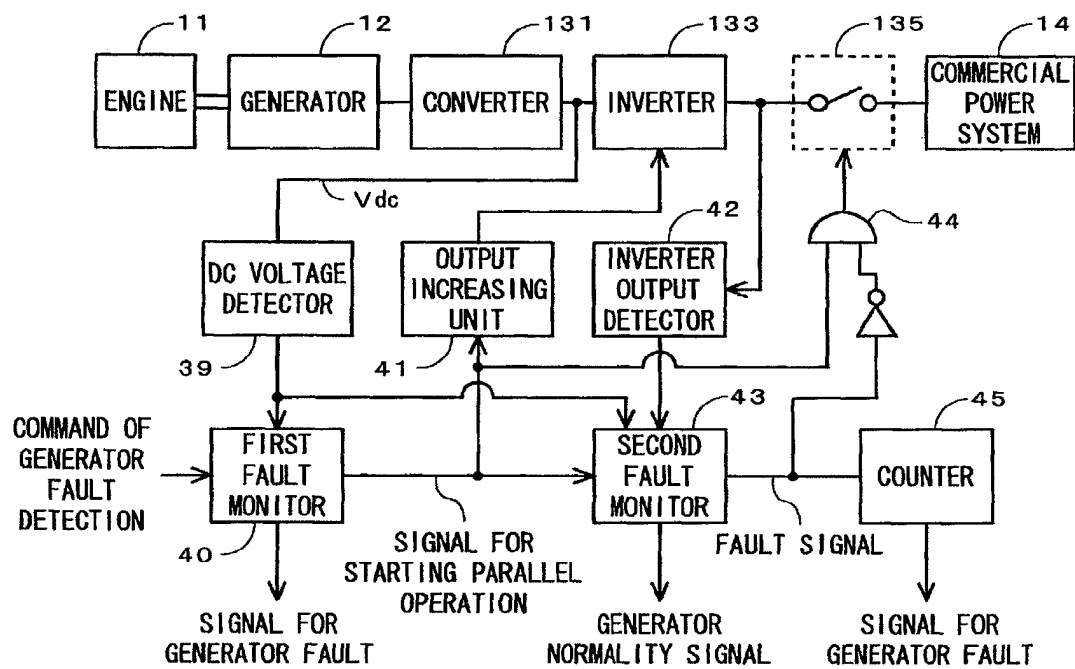 11
12
131
133
135
14
ENGINE
GENERATOR
CONVERTER
INVERTER
COMMERCIAL
POWER
SYSTEM
Vdc
42
44
DC VOLTAGE
DETECTOR
OUTPUT
INCREASING
UNIT
INVERTER
OUTPUT
DETECTOR
39
41
43
45
COMMAND OF
GENERATOR
FAULT
DETECTION
FIRST
FAULT
MONITOR
SECOND
FAULT
MONITOR
COUNTER
40
SIGNAL FOR
STARTING PARALLEL
OPERATION
FAULT SIGNAL
SIGNAL FOR
GENERATOR FAULT
GENERATOR
NORMALITY SIGNAL
SIGNAL FOR
GENERATOR FAULT